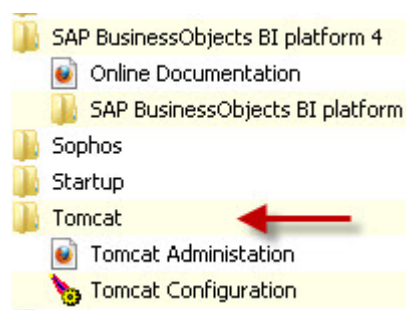 SAP BusinessObjects BI platform 4
Online Documentation
SAP BusinessObjects BI platform
Sophos
Startup
Tomcat
Tomcat Administation
Tomcat Configuration